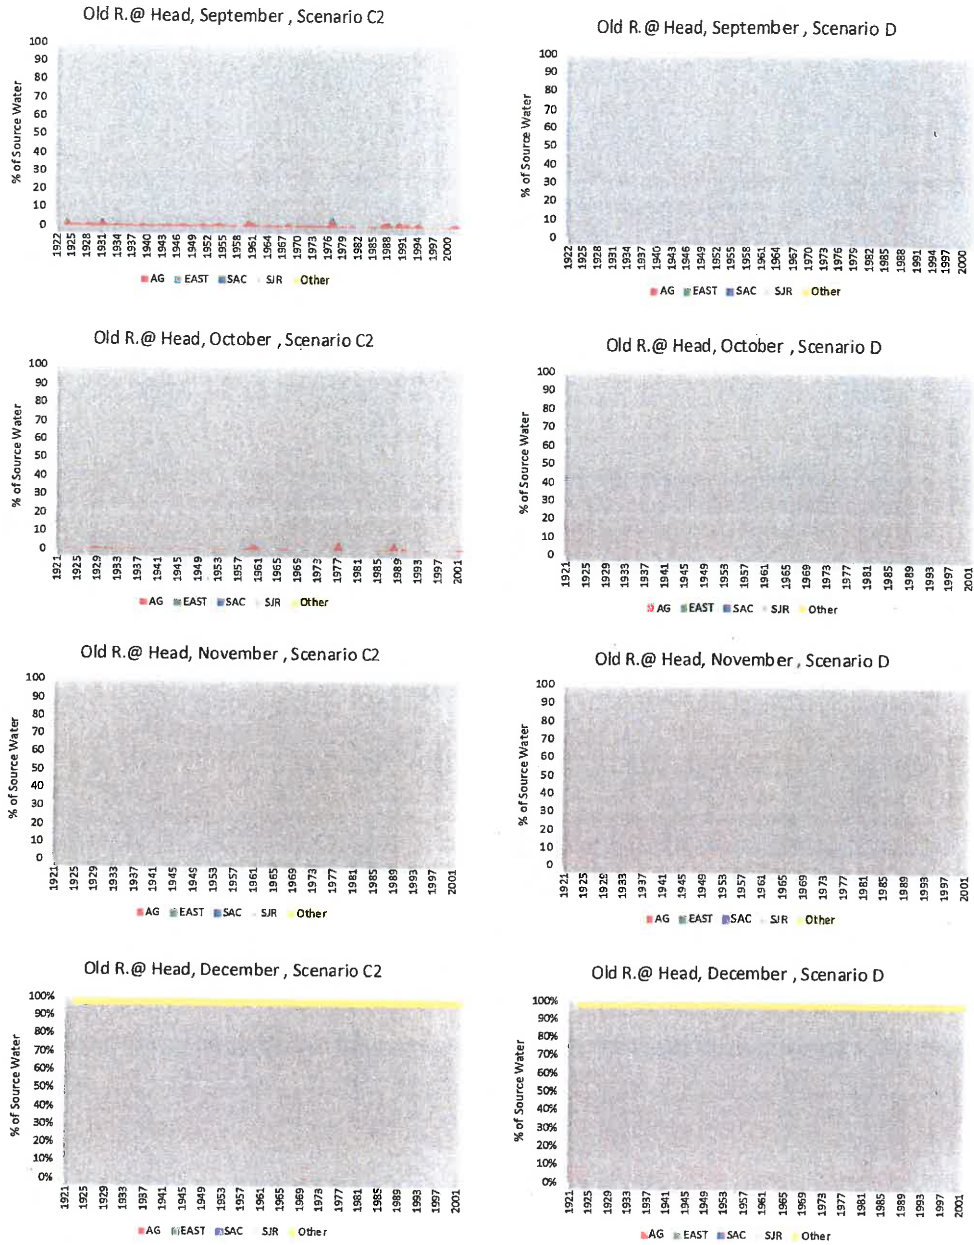 Old R.@ Head, September , Scenario C2
% of Source Water
100
90
80
70
60
50
40
30
20
10
0
1922 1925 1928 1931 1934 1937 1940 1943 1946 1949 1952 1955 1958 1961 1964 1967 1970 1973 1976 1979 1982 1985 1988 1991 1994 1997 2000
AG EAST SAC SJR Other
Old R.@ Head, September , Scenario D
% of Source Water
100
90
80
70
60
50
40
30
20
10
0
1922 1925 1928 1931 1934 1937 1940 1943 1946 1949 1952 1955 1958 1961 1964 1967 1970 1973 1976 1979 1982 1985 1988 1991 1994 1997 2000
AG EAST SAC SJR Other
Old R.@ Head, October , Scenario C2
% of Source Water
100
90
80
70
60
50
40
30
20
10
0
1921 1925 1929 1933 1937 1941 1945 1949 1953 1957 1961 1965 1969 1973 1977 1981 1985 1989 1993 1997 2001
AG EAST SAC SJR Other
Old R.@ Head, October , Scenario D
% of Source Water
100
90
80
70
60
50
40
30
20
10
0
1921 1925 1929 1933 1937 1941 1945 1949 1953 1957 1961 1965 1969 1973 1977 1981 1985 1989 1993 1997 2001
AG EAST SAC SJR Other
Old R.@ Head, November , Scenario C2
% of Source Water
100
90
80
70
60
50
40
30
20
10
0
1921 1925 1929 1933 1937 1941 1945 1949 1953 1957 1961 1965 1969 1973 1977 1981 1985 1989 1993 1997 2001
AG EAST SAC SJR Other
Old R.@ Head, November , Scenario D
% of Source Water
100
90
80
70
60
50
40
30
20
10
0
1921 1925 1929 1933 1937 1941 1945 1949 1953 1957 1961 1965 1969 1973 1977 1981 1985 1989 1993 1997 2001
AG EAST SAC SJR Other
Old R.@ Head, December , Scenario C2
% of Source Water
100%
90%
80%
70%
60%
50%
40%
30%
20%
10%
0%
1921 1925 1929 1933 1937 1941 1945 1949 1953 1957 1961 1965 1969 1973 1977 1981 1985 1989 1993 1997 2001
AG EAST SAC SJR Other
Old R.@ Head, December , Scenario D
% of Source Water
100%
90%
80%
70%
60%
50%
40%
30%
20%
10%
0%
1921 1925 1929 1933 1937 1941 1945 1949 1953 1957 1961 1965 1969 1973 1977 1981 1985 1989 1993 1997 2001
AG EAST SAC SJR Other